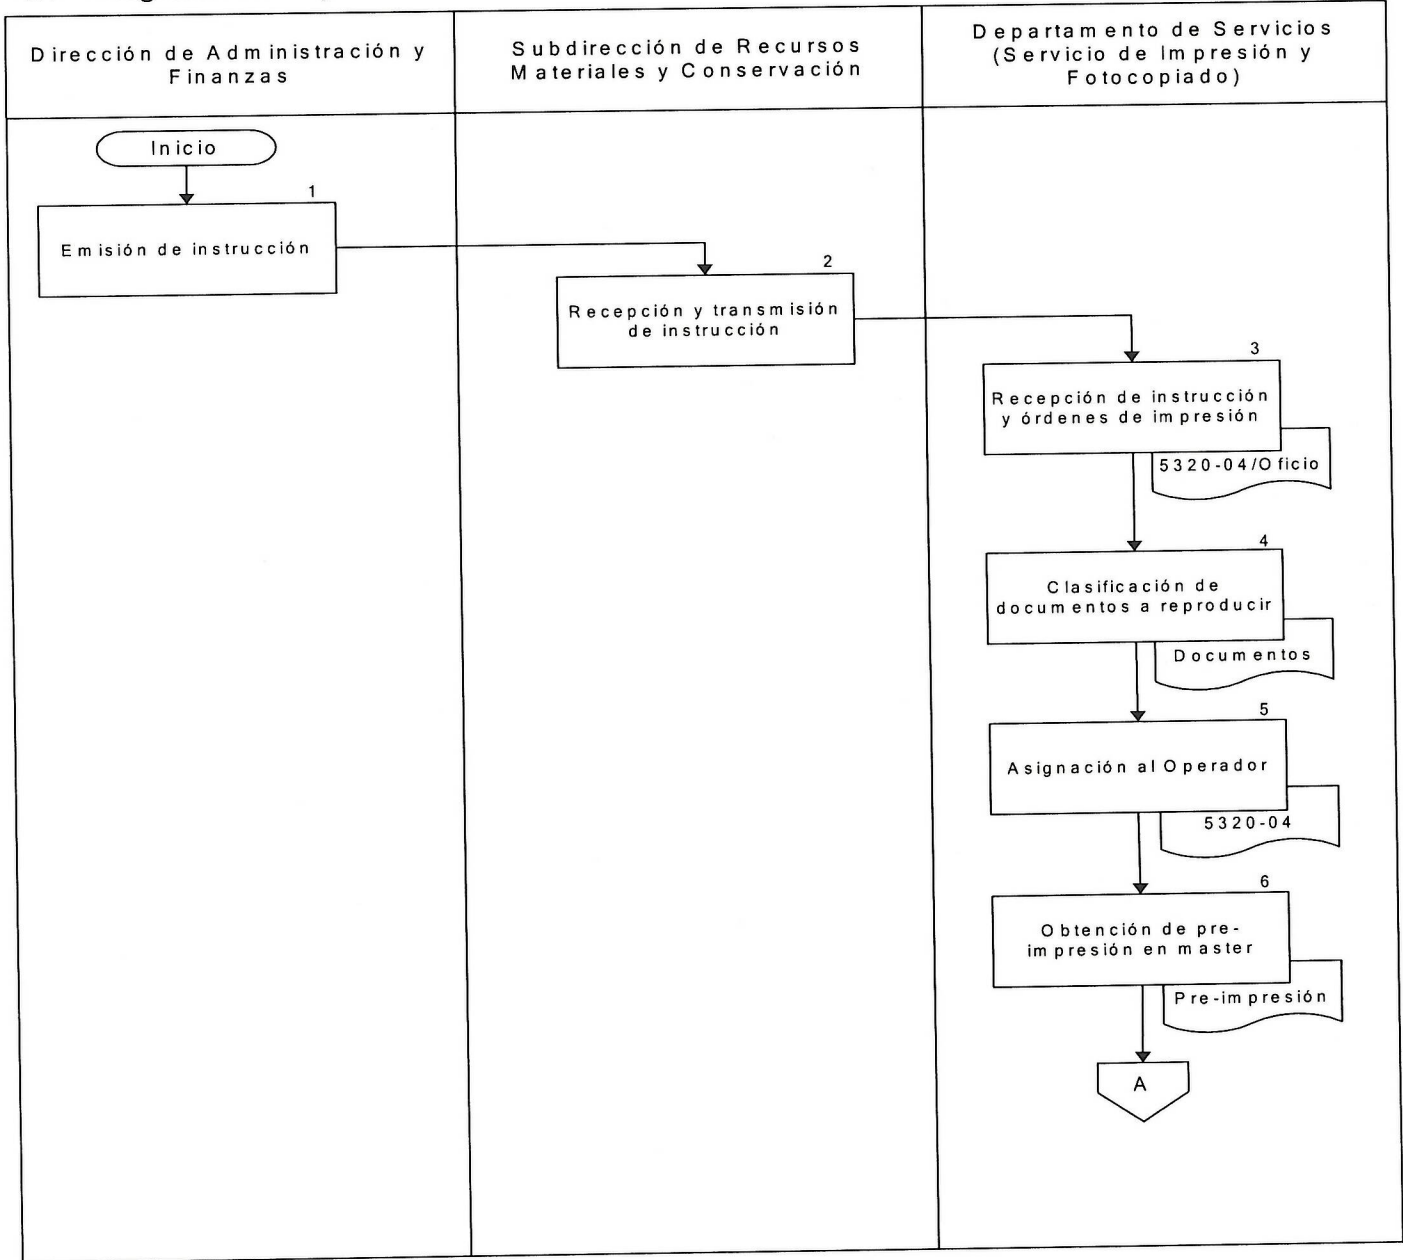 Dirección de Administración y
Finanzas
Subdirección de Recursos
Materiales y Conservación
Departamento de Servicios
(Servicio de Impresión y
Fotocopiado)
Inicio
1
Emisión de instrucción
2
Recepción y transmisión
de instrucción
3
Recepción de instrucción
y órdenes de impresión
5320-04/Oficio
4
Clasificación de
documentos a reproducir
Documentos
5
Asignación al Operador
5320-04
6
Obtención de pre-
impresión en master
Pre-impresión
A